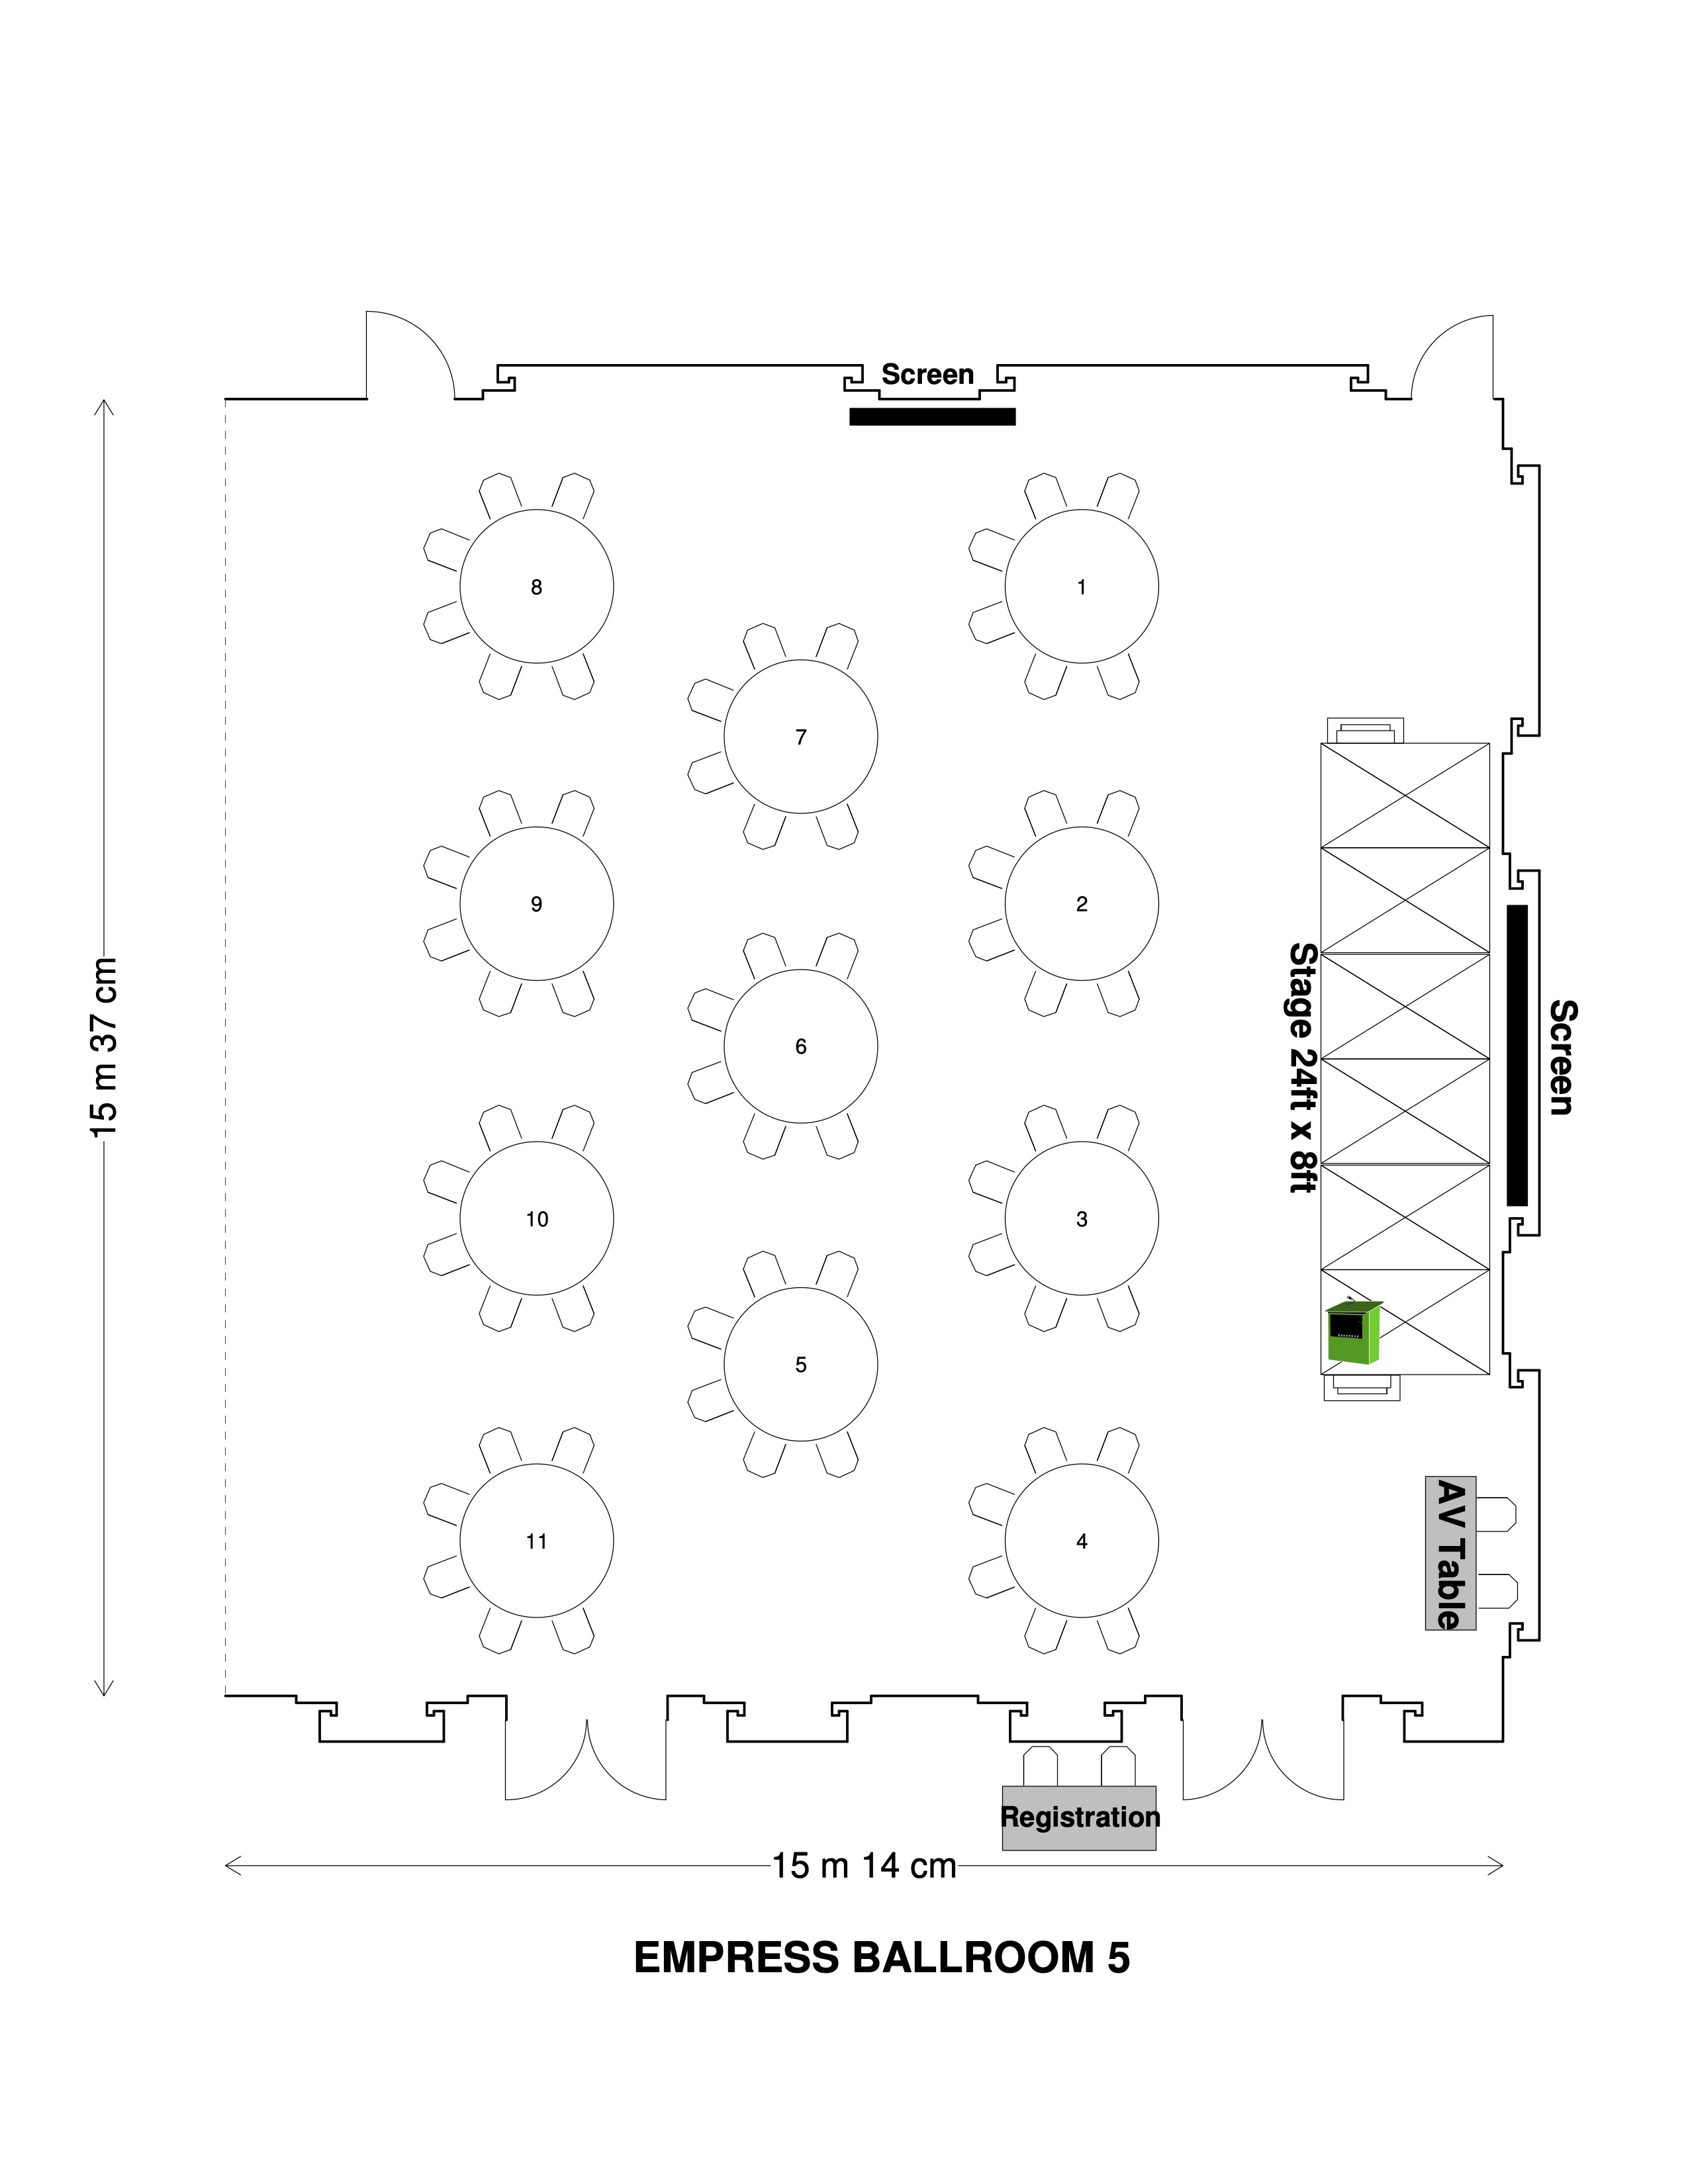 Screen
8
1
7
9
2
6
10
3
5
11
4
Stage 24ft x 8ft
Screen
AV Table
15 m 37 cm
Registration
15 m 14 cm
EMPRESS BALLROOM 5